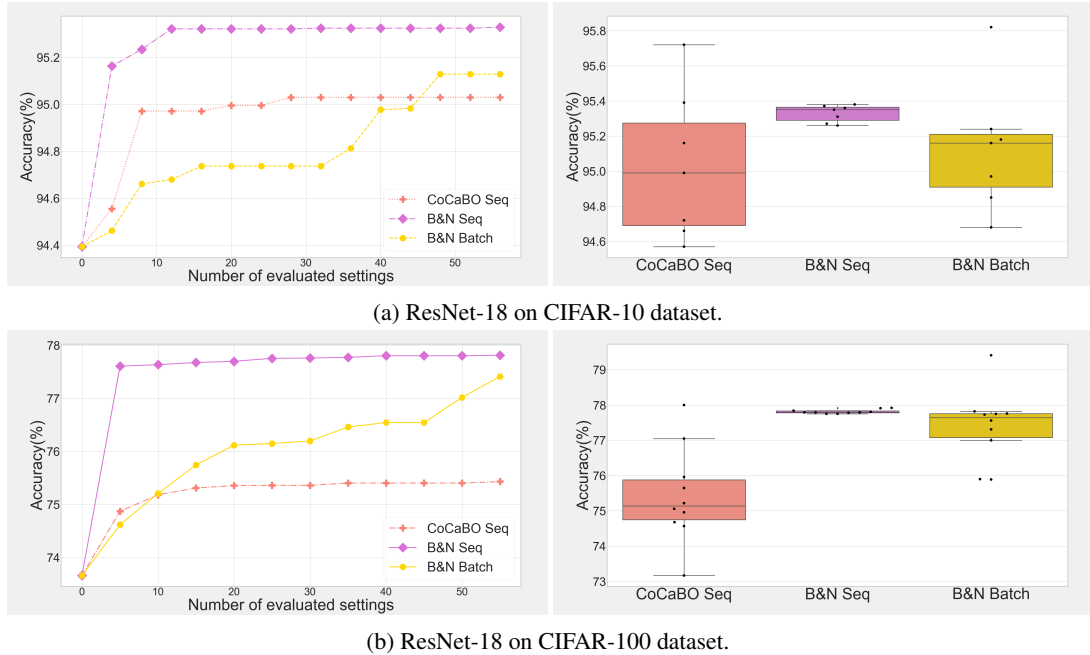 95.2
95.0
94.8
94.6
94.4
Accuracy(%)
CoCaBO Seq
B&N Seq
B&N Batch
0 10 20 30 40 50
Number of evaluated settings
95.8
95.6
95.4
95.2
95.0
94.8
94.6
Accuracy(%)
CoCaBO Seq B&N Seq B&N Batch
(a) ResNet-18 on CIFAR-10 dataset.
78
77
76
75
74
Accuracy(%)
CoCaBO Seq
B&N Seq
B&N Batch
0 10 20 30 40 50
Number of evaluated settings
79
78
77
76
75
74
73
Accuracy(%)
CoCaBO Seq B&N Seq B&N Batch
(b) ResNet-18 on CIFAR-100 dataset.